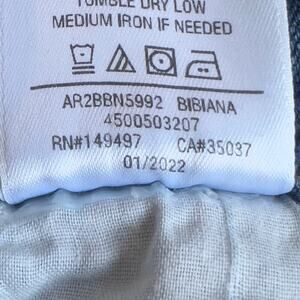 TUMBLE DRY LOW
MEDIUM IRON IF NEEDED
AR2BBN5992 BIBIANA
4500503207
RN#149497 CA#35037
01/2022